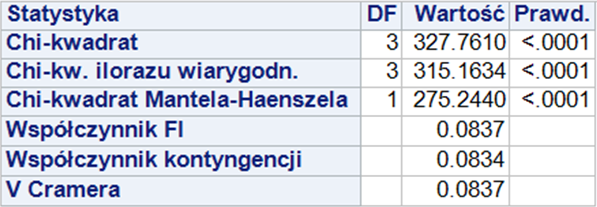 Statystyka DF Wartość Prawd.
Chi-kwadrat 3 327.7610 <.0001
Chi-kw. ilorazu wiarygodn. 3 315.1634 <.0001
Chi-kwadrat Mantela-Haenszela 1 275.2440 <.0001
Współczynnik FI 0.0837
Współczynnik kontyngencji 0.0834
V Cramera 0.0837